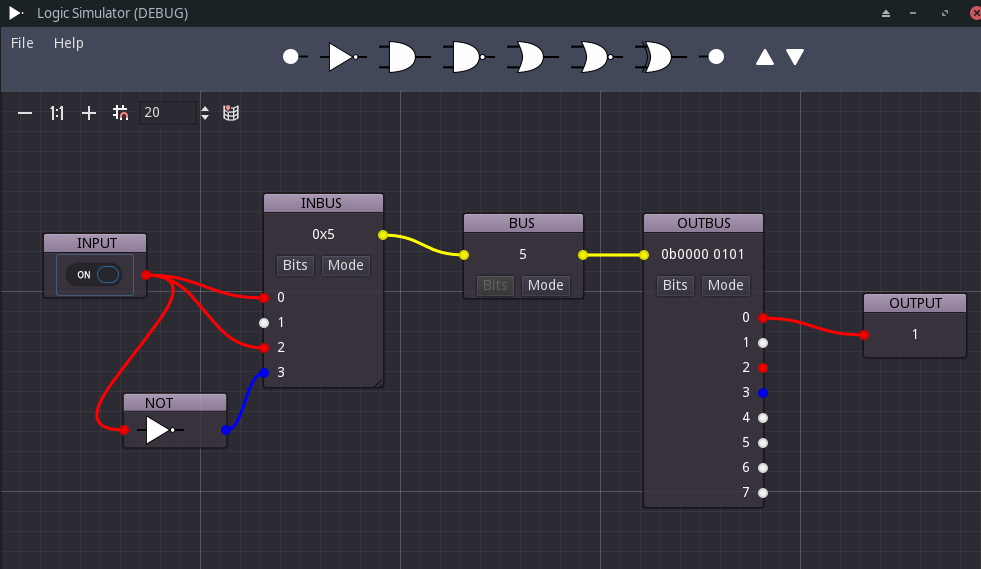 Logic Simulator (DEBUG)
File Help
1:1 20
INBUS
0x5
Bits Mode
0
1
2
3
INPUT
ON
NOT
BUS
5
Bits Mode
OUTBUS
0b0000 0101
Bits Mode
0
1
2
3
4
5
6
7
OUTPUT
1